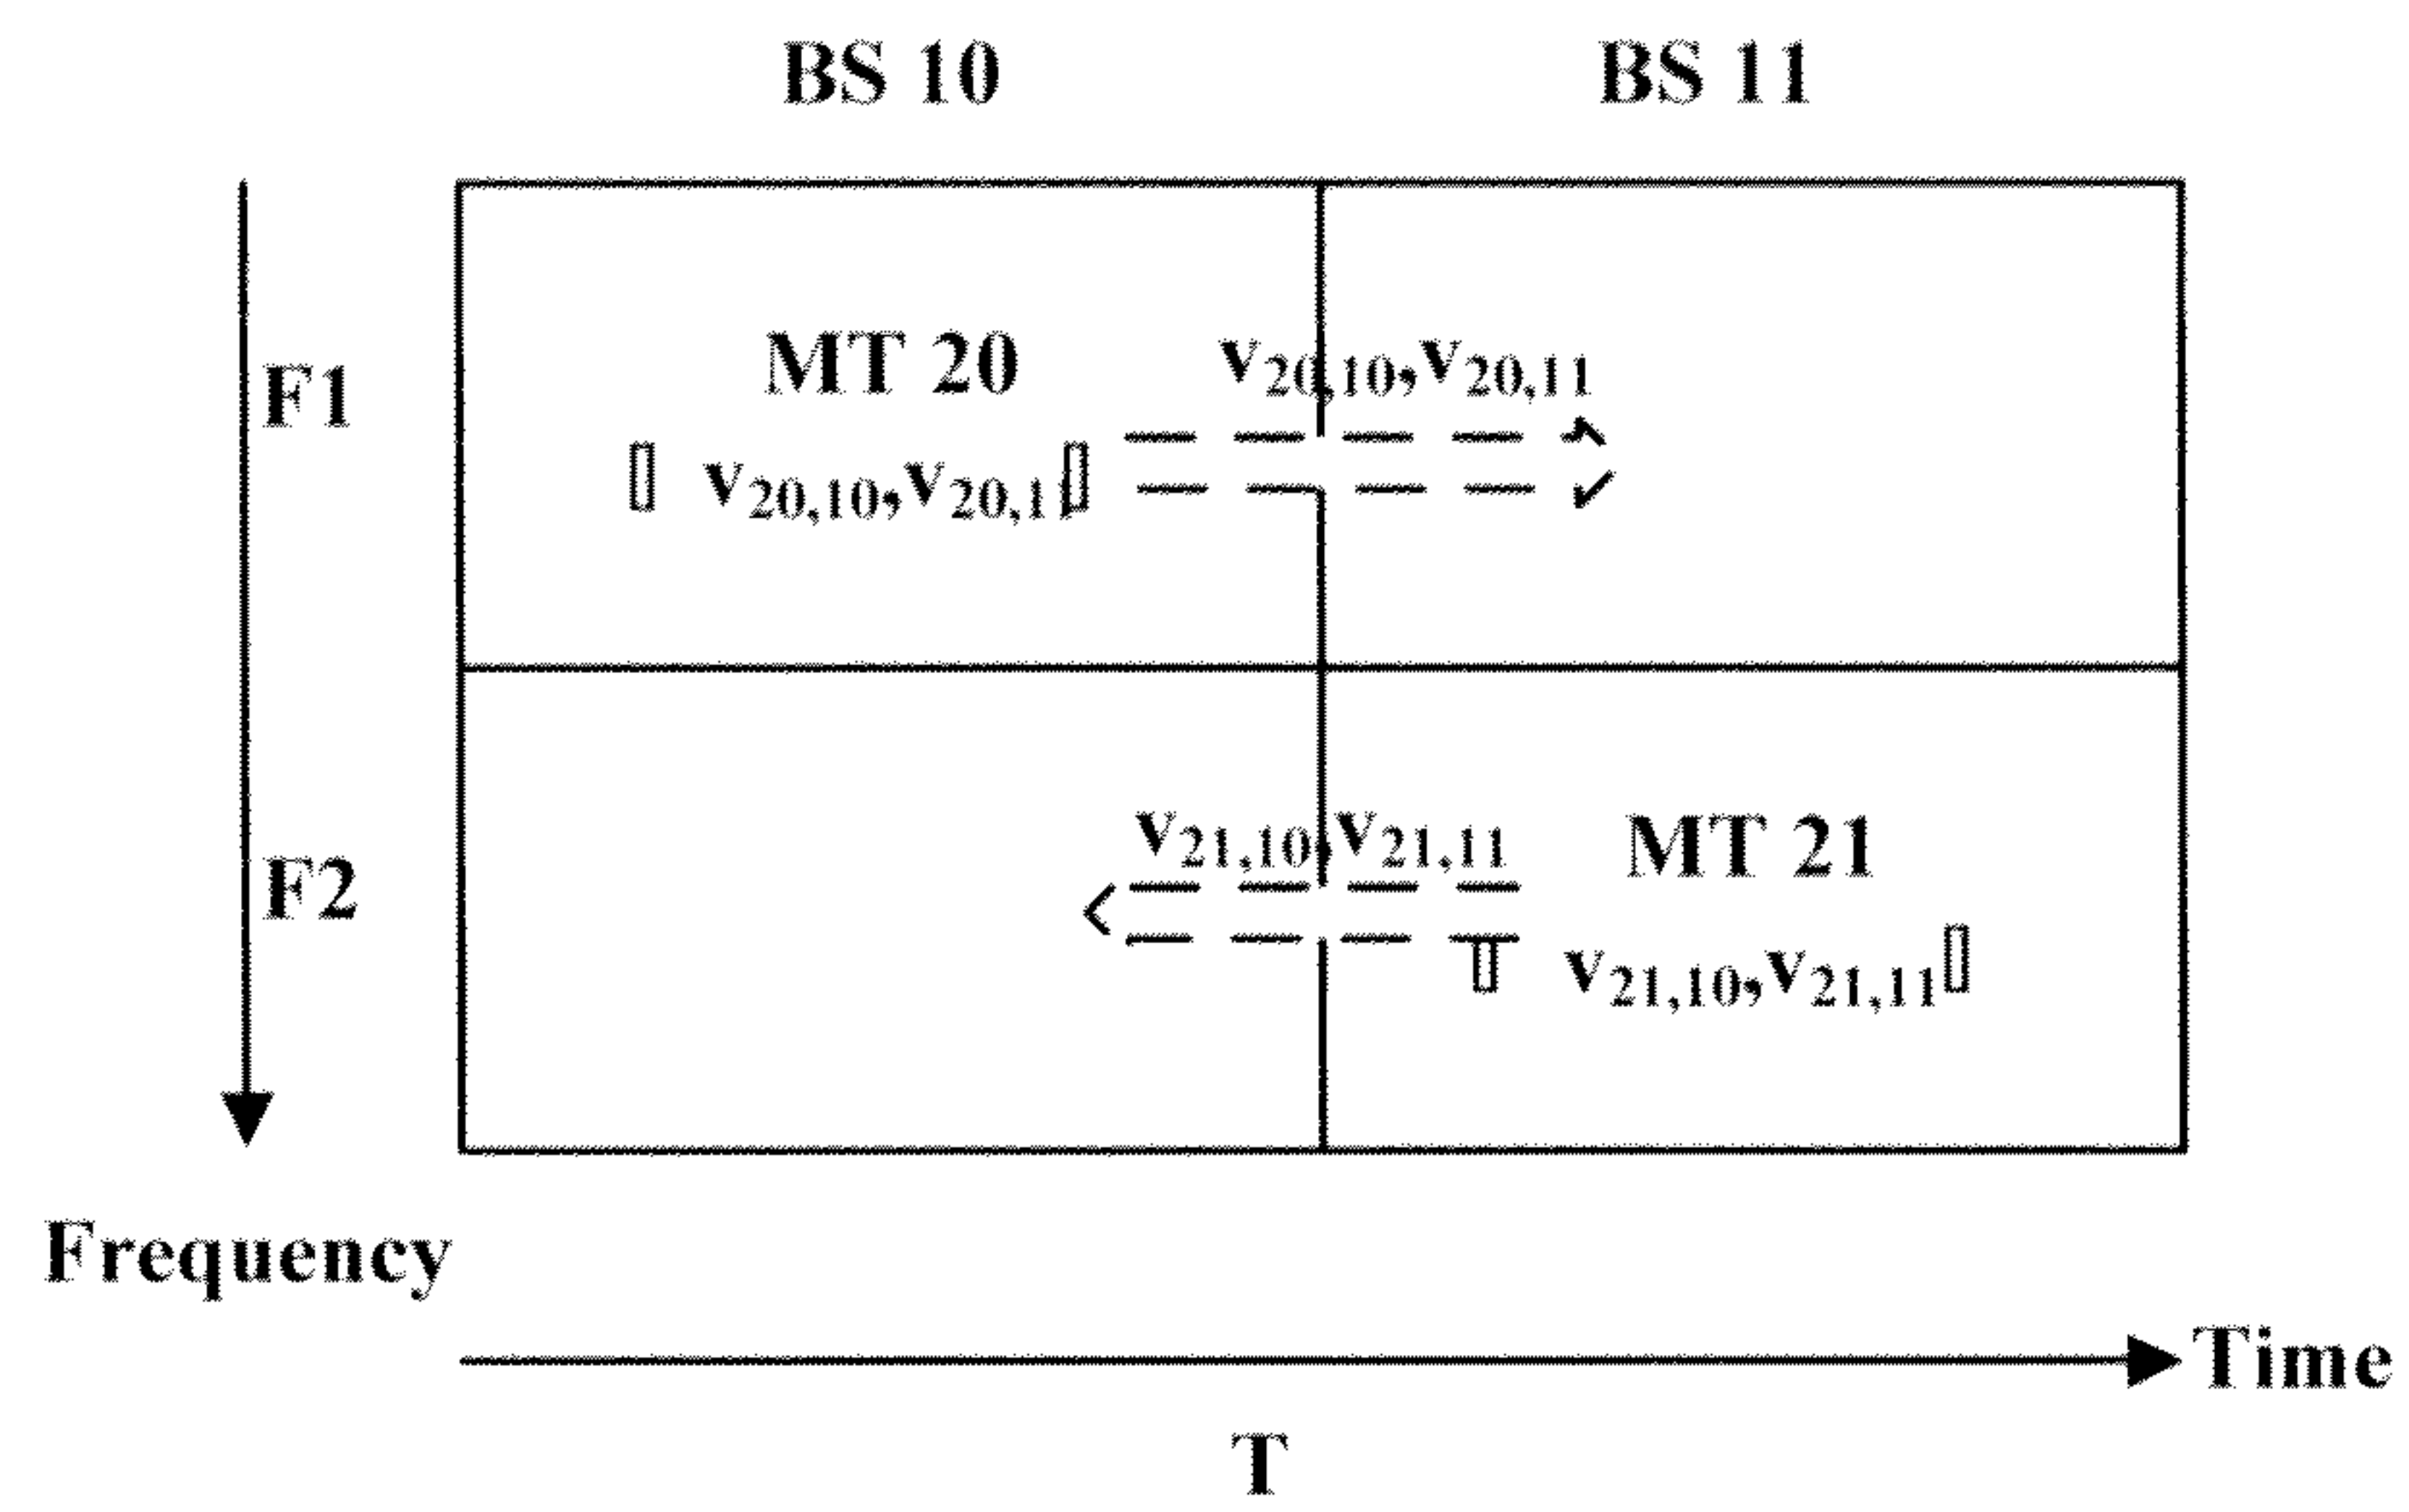 BS 10 BS 11
F1
MT 20
v20,10,v20,11
v20,10,v20,11
F2
v21,10,v21,11
MT 21
v21,10,v21,11
Frequency
Time
T